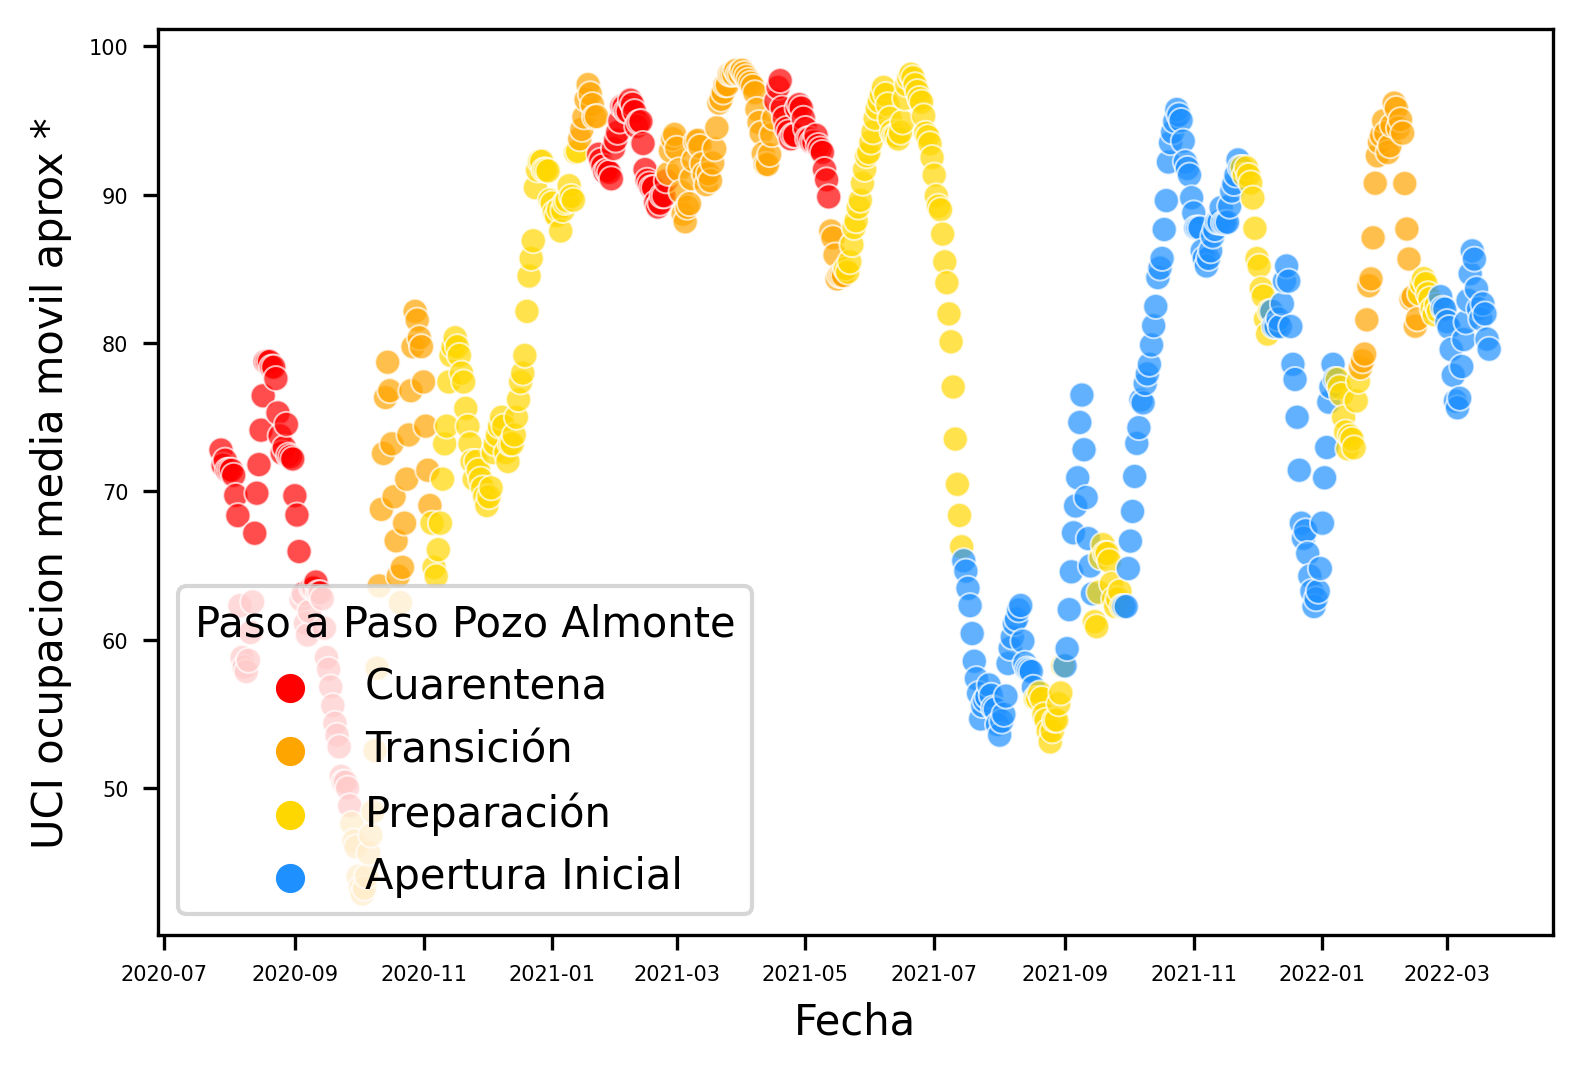 100
90
80
70
60
50
UCI ocupacion media movil aprox *
Paso a Paso Pozo Almonte
Cuarentena
Transición
Preparación
Apertura Inicial
2020-07 2020-09 2020-11 2021-01 2021-03 2021-05 2021-07 2021-09 2021-11 2022-01 2022-03
Fecha